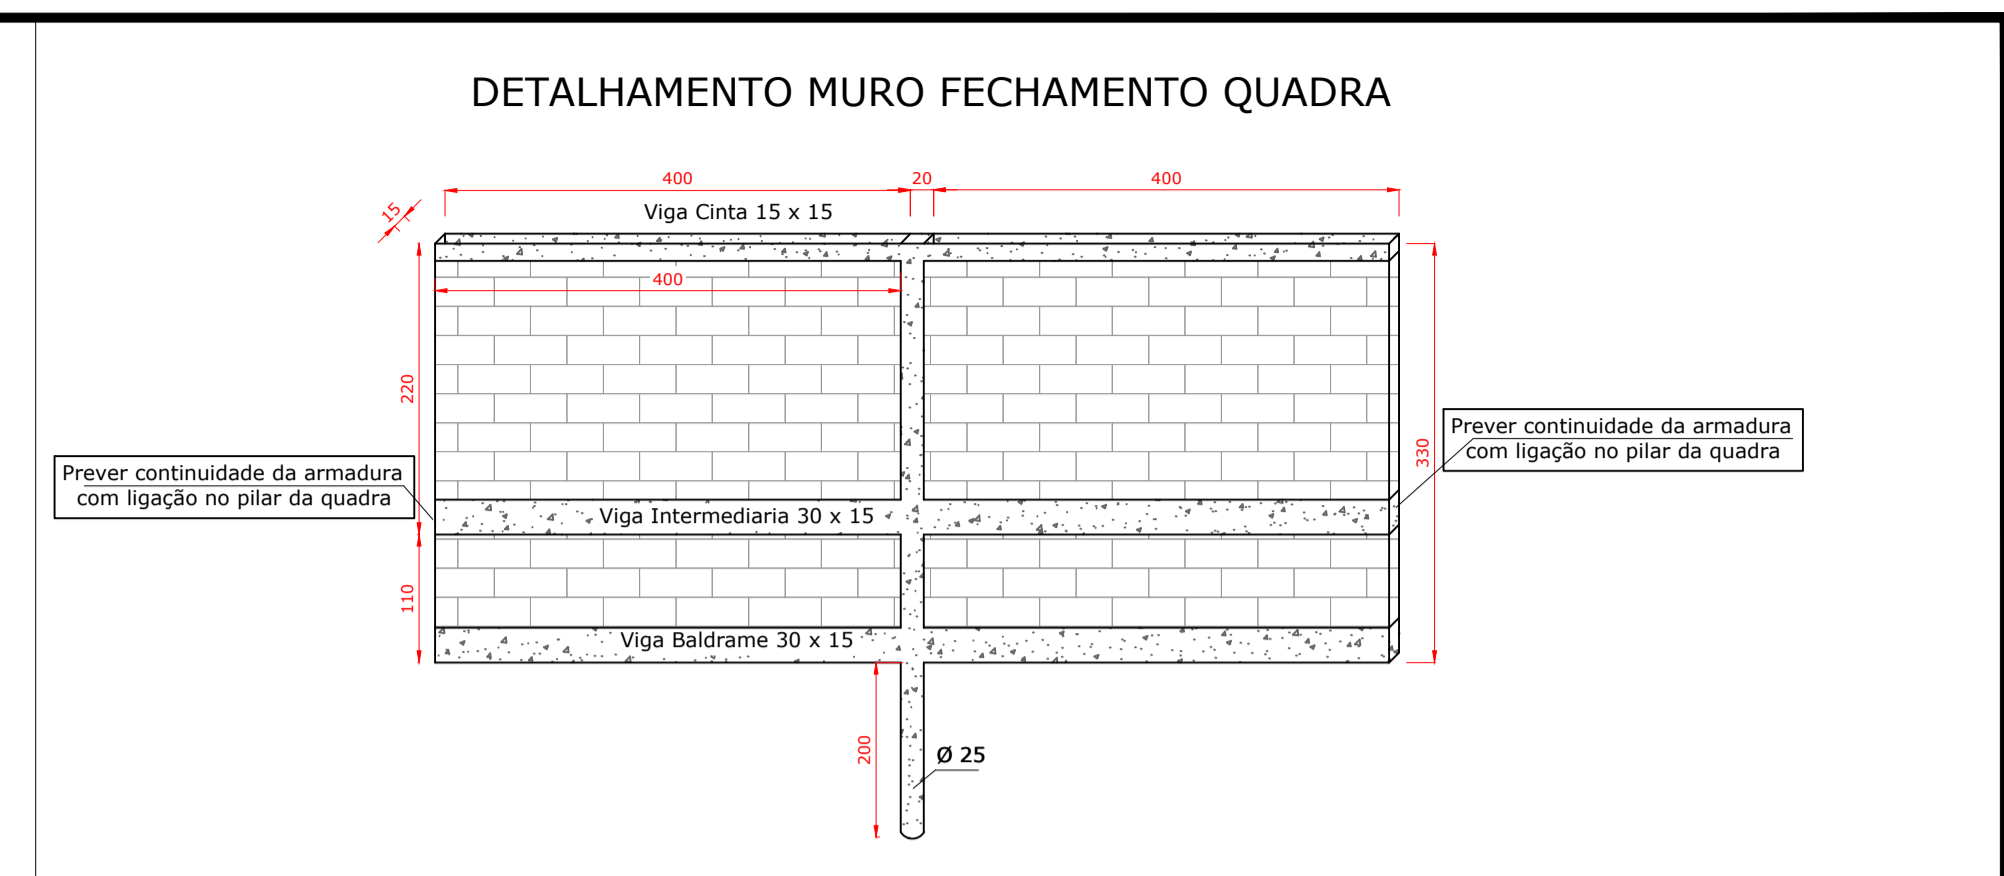 DETALHAMENTO MURO FECHAMENTO QUADRA
400
20
400
15
Viga Cinta 15 x 15
400
220
330
Prever continuidade da armadura
com ligação no pilar da quadra
Prever continuidade da armadura
com ligação no pilar da quadra
Viga Intermediaria 30 x 15
110
Viga Baldrame 30 x 15
200
Ø 25